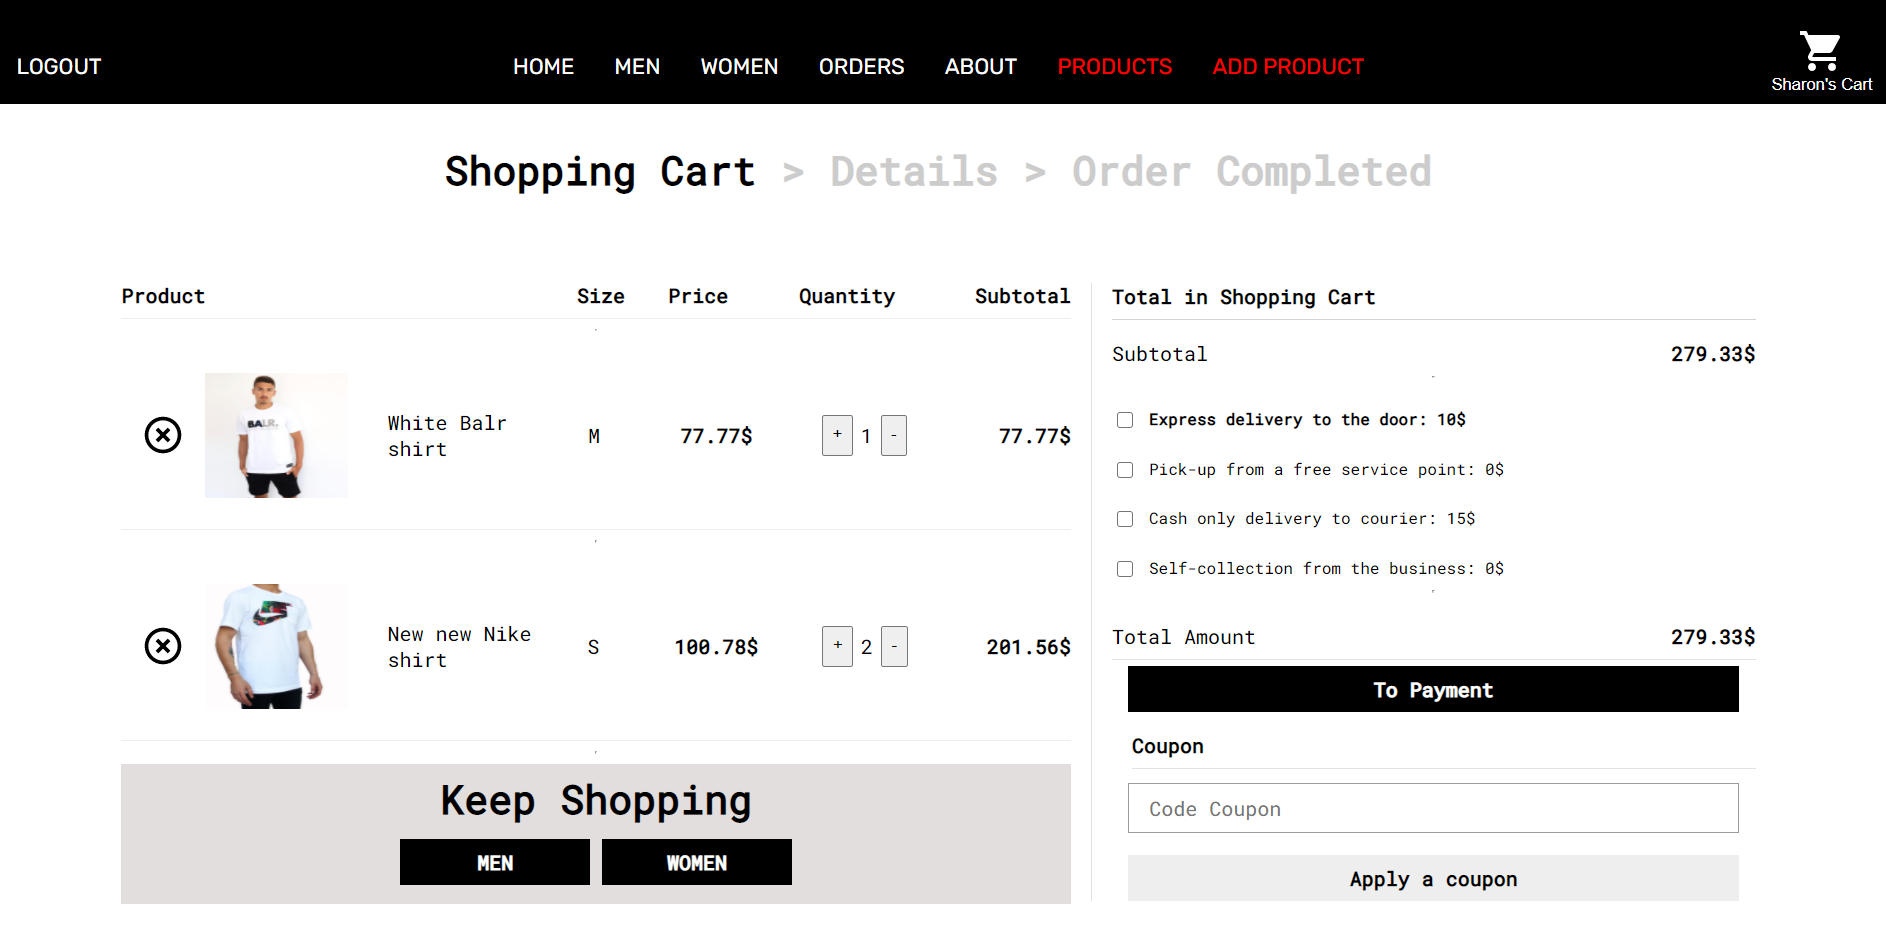 LOGOUT
HOME MEN WOMEN ORDERS ABOUT PRODUCTS ADD PRODUCT
Sharon's Cart
Shopping Cart > Details > Order Completed
Product Size Price Quantity Subtotal
BALR.
White Balr
shirt
M 77.77$ + 1 - 77.77$
New new Nike
shirt
S 100.78$ + 2 - 201.56$
Keep Shopping
MEN WOMEN
Total in Shopping Cart
Subtotal 279.33$
Express delivery to the door: 10$
Pick-up from a free service point: 0$
Cash only delivery to courier: 15$
Self-collection from the business: 0$
Total Amount 279.33$
To Payment
Coupon
Code Coupon
Apply a coupon